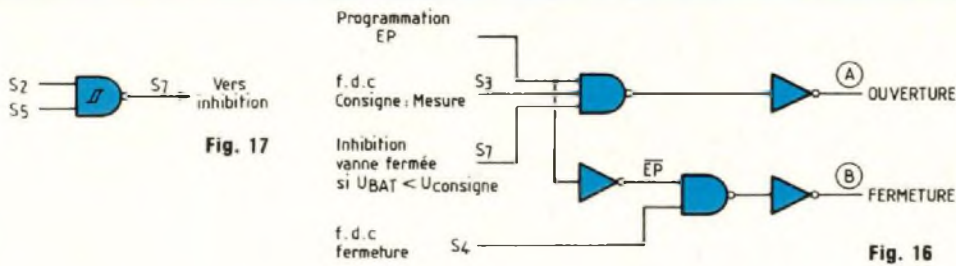 S2
S5
S7
Vers
inhibition
Fig. 17
Programmation
EP
f.d.c
Consigne : Mesure
S3
Inhibition
vanne fermée
si UBAT < Uconsigne
S7
f.d.c
fermeture
S4
EP
A
OUVERTURE
B
FERMETURE
Fig. 16